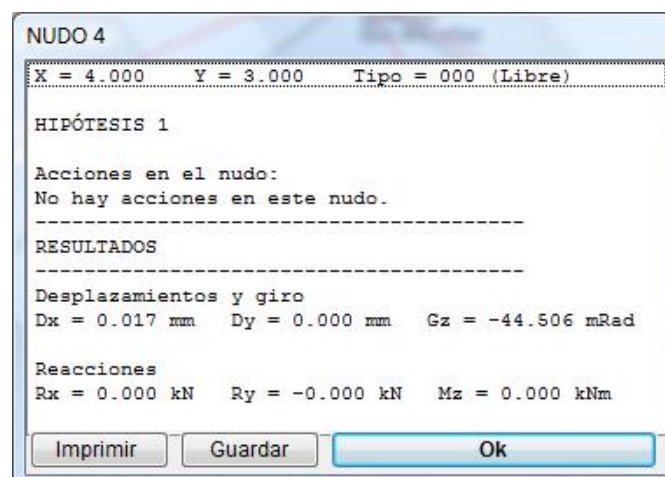 NUDO 4
X = 4.000 Y = 3.000 Tipo = 000 (Libre)
HIPÓTESIS 1
Acciones en el nudo:
No hay acciones en este nudo.
----------------------------------------
RESULTADOS
----------------------------------------
Desplazamientos y giro
Dx = 0.017 mm Dy = 0.000 mm Gz = -44.506 mRad
Reacciones
Rx = 0.000 kN Ry = -0.000 kN Mz = 0.000 kNm
Imprimir Guardar Ok